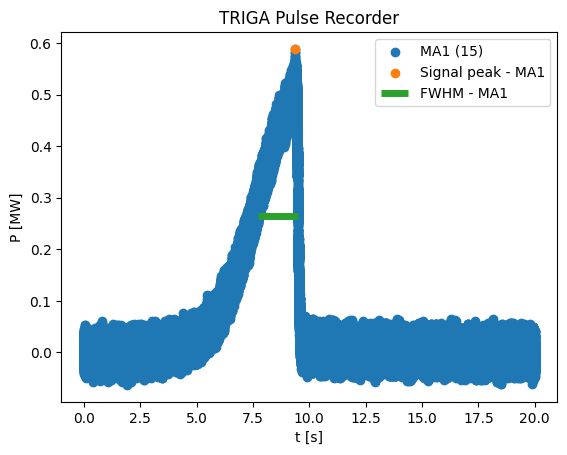 TRIGA Pulse Recorder
MA1 (15)
Signal peak - MA1
FWHM - MA1
P [MW]
0.6
0.5
0.4
0.3
0.2
0.1
0.0
0.0 2.5 5.0 7.5 10.0 12.5 15.0 17.5 20.0
t [s]